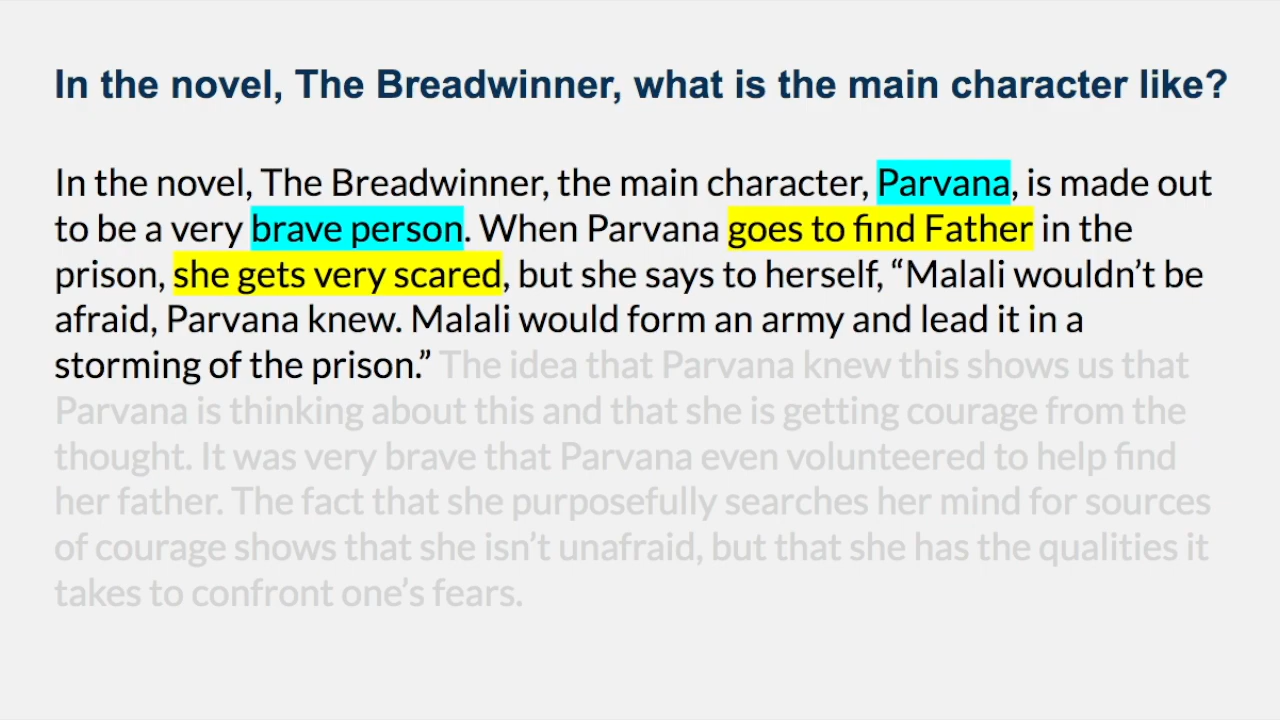 In the novel, The Breadwinner, what is the main character like?
In the novel, The Breadwinner, the main character, Parvana, is made out
to be a very brave person. When Parvana goes to find Father in the
prison, she gets very scared, but she says to herself, “Malali wouldn’t be
afraid, Parvana knew. Malali would form an army and lead it in a
storming of the prison.” The idea that Parvana knew this shows us that
Parvana is thinking about this and that she is getting courage from the
thought. It was very brave that Parvana even volunteered to help find
her father. The fact that she purposefully searches her mind for sources
of courage shows that she isn’t unafraid, but that she has the qualities it
takes to confront one’s fears.